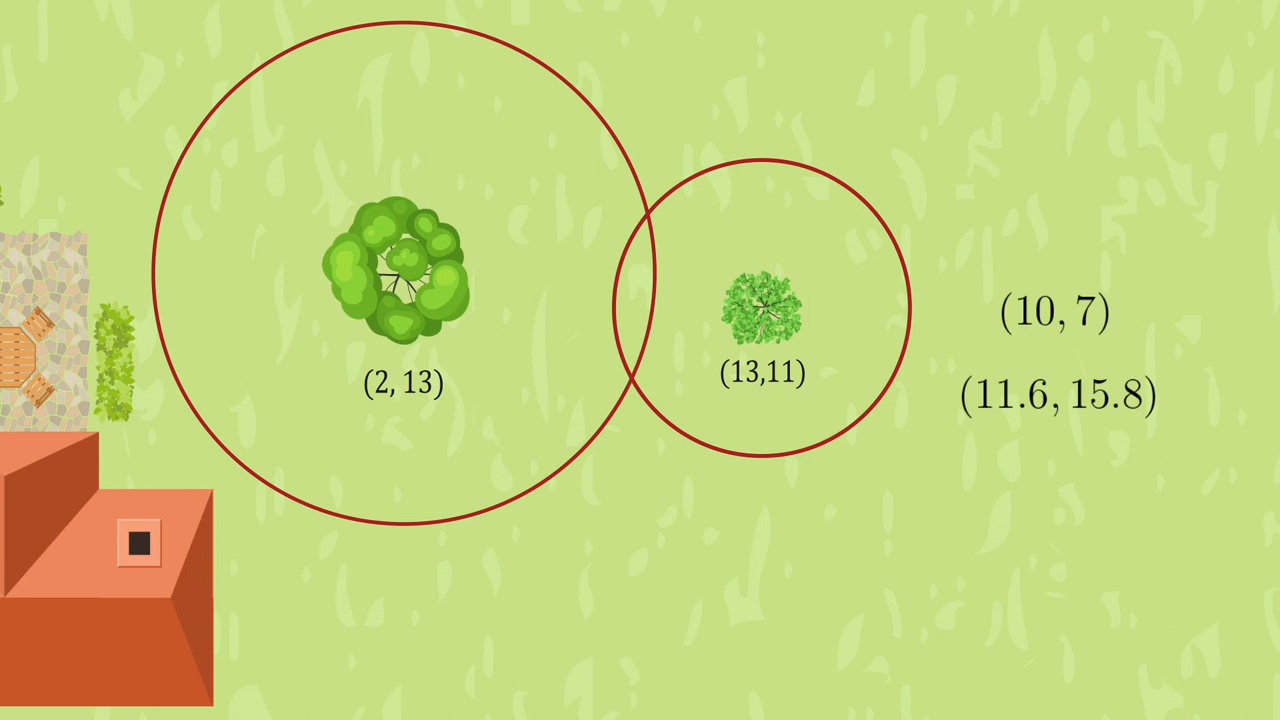 (2, 13)
(13,11)
(10, 7)
(11.6, 15.8)